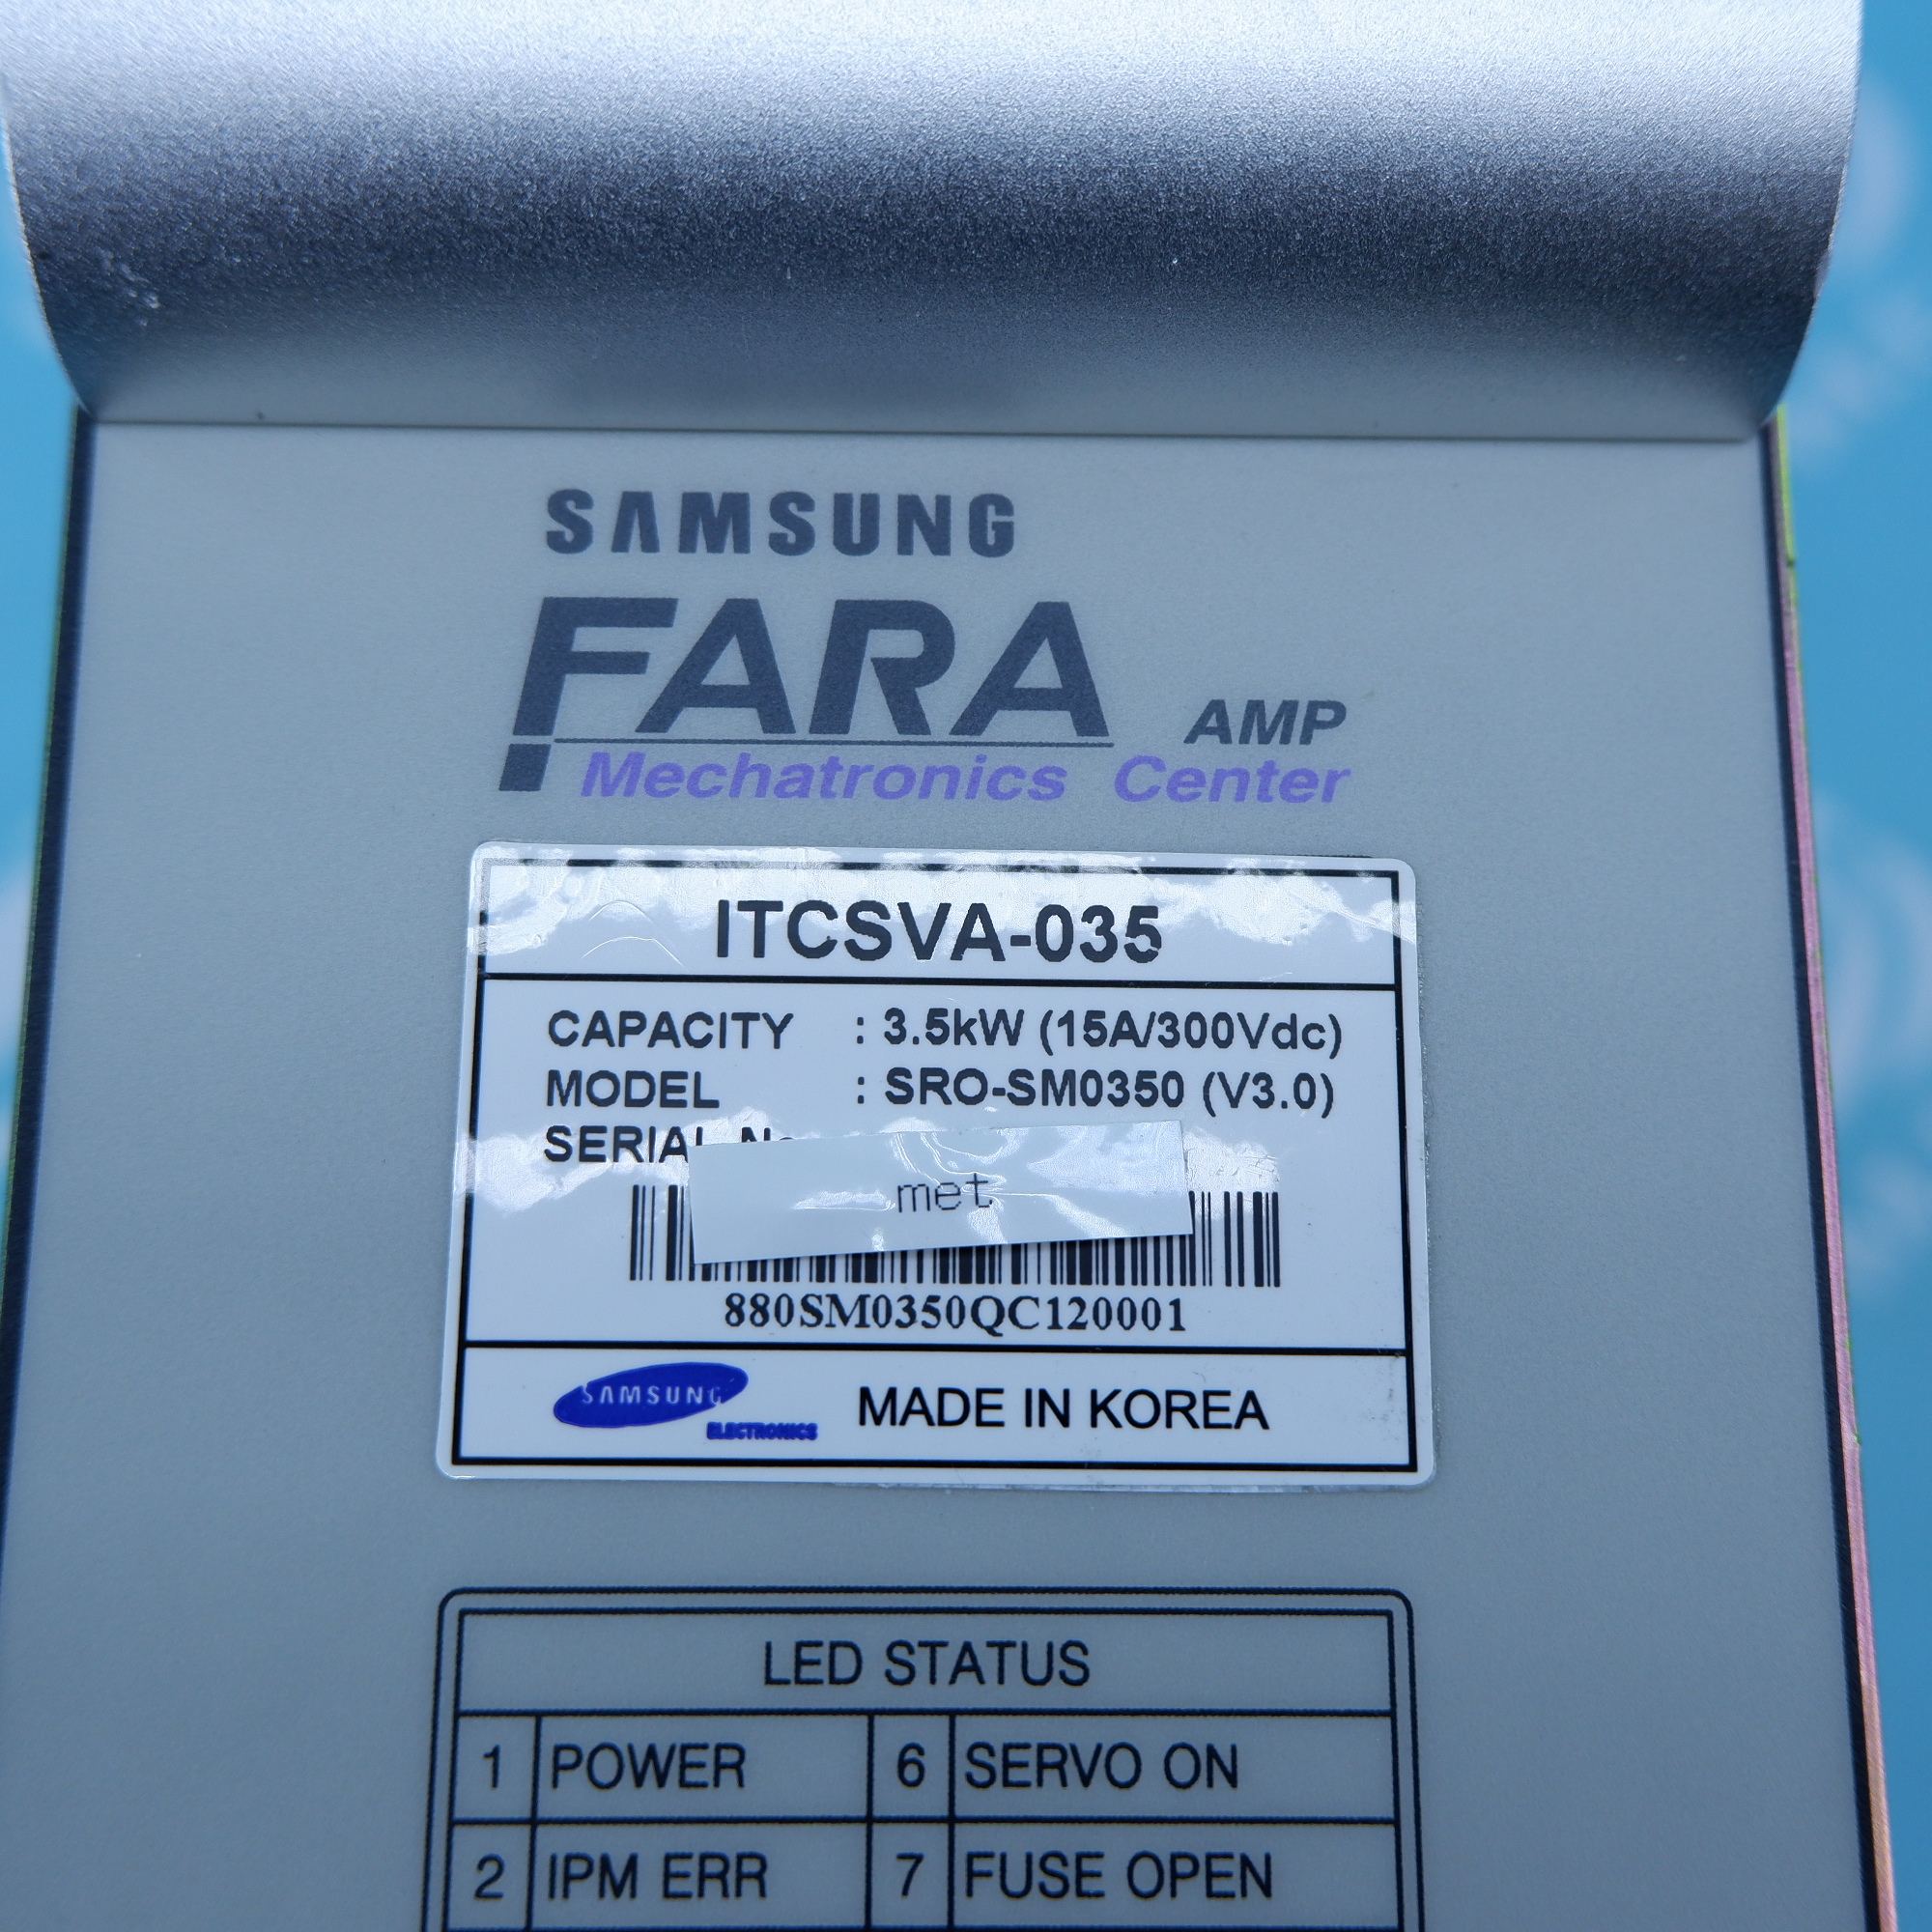 SAMSUNG
FARA AMP
Mechatronics Center
ITCSVA-035
CAPACITY : 3.5kW (15A/300Vdc)
MODEL : SRO-SM0350 (V3.0)
SERIAL No
met
880SM0350QC120001
SAMSUNG
ELECTRONICS
MADE IN KOREA
LED STATUS
1 POWER 6 SERVO ON
2 IPM ERR 7 FUSE OPEN